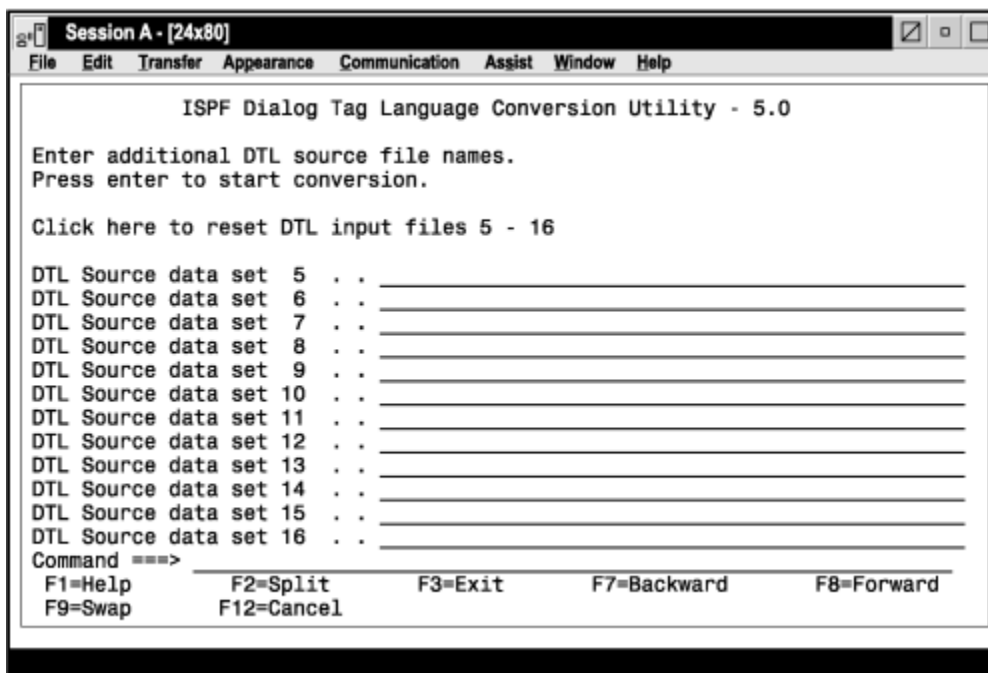 Session A - [24x80]
File Edit Transfer Appearance Communication Assist Window Help
ISPF Dialog Tag Language Conversion Utility - 5.0
Enter additional DTL source file names.
Press enter to start conversion.
Click here to reset DTL input files 5 - 16
DTL Source data set 5 . .
DTL Source data set 6 . .
DTL Source data set 7 . .
DTL Source data set 8 . .
DTL Source data set 9 . .
DTL Source data set 10 . .
DTL Source data set 11 . .
DTL Source data set 12 . .
DTL Source data set 13 . .
DTL Source data set 14 . .
DTL Source data set 15 . .
DTL Source data set 16 . .
Command ===>
F1=Help F2=Split F3=Exit F7=Backward F8=Forward
F9=Swap F12=Cancel